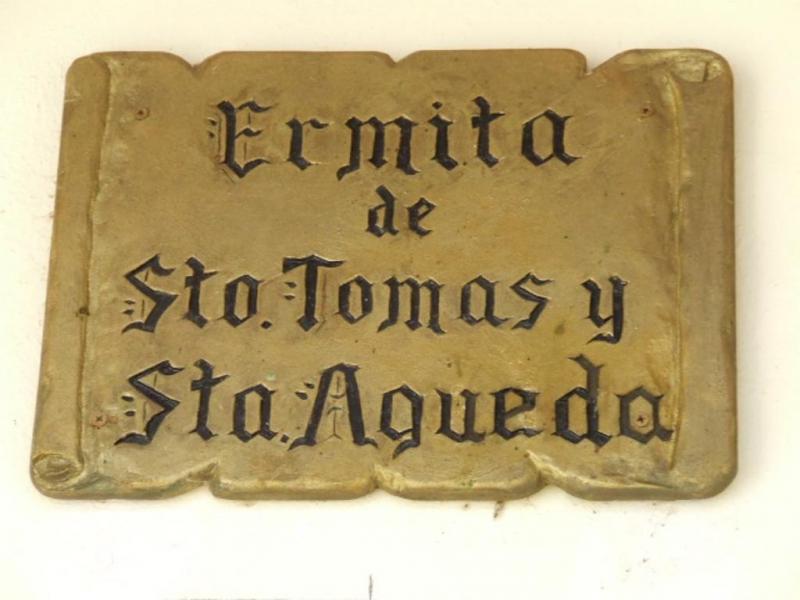 Ermita
de
Sto. Tomas y
Sta. Agueda